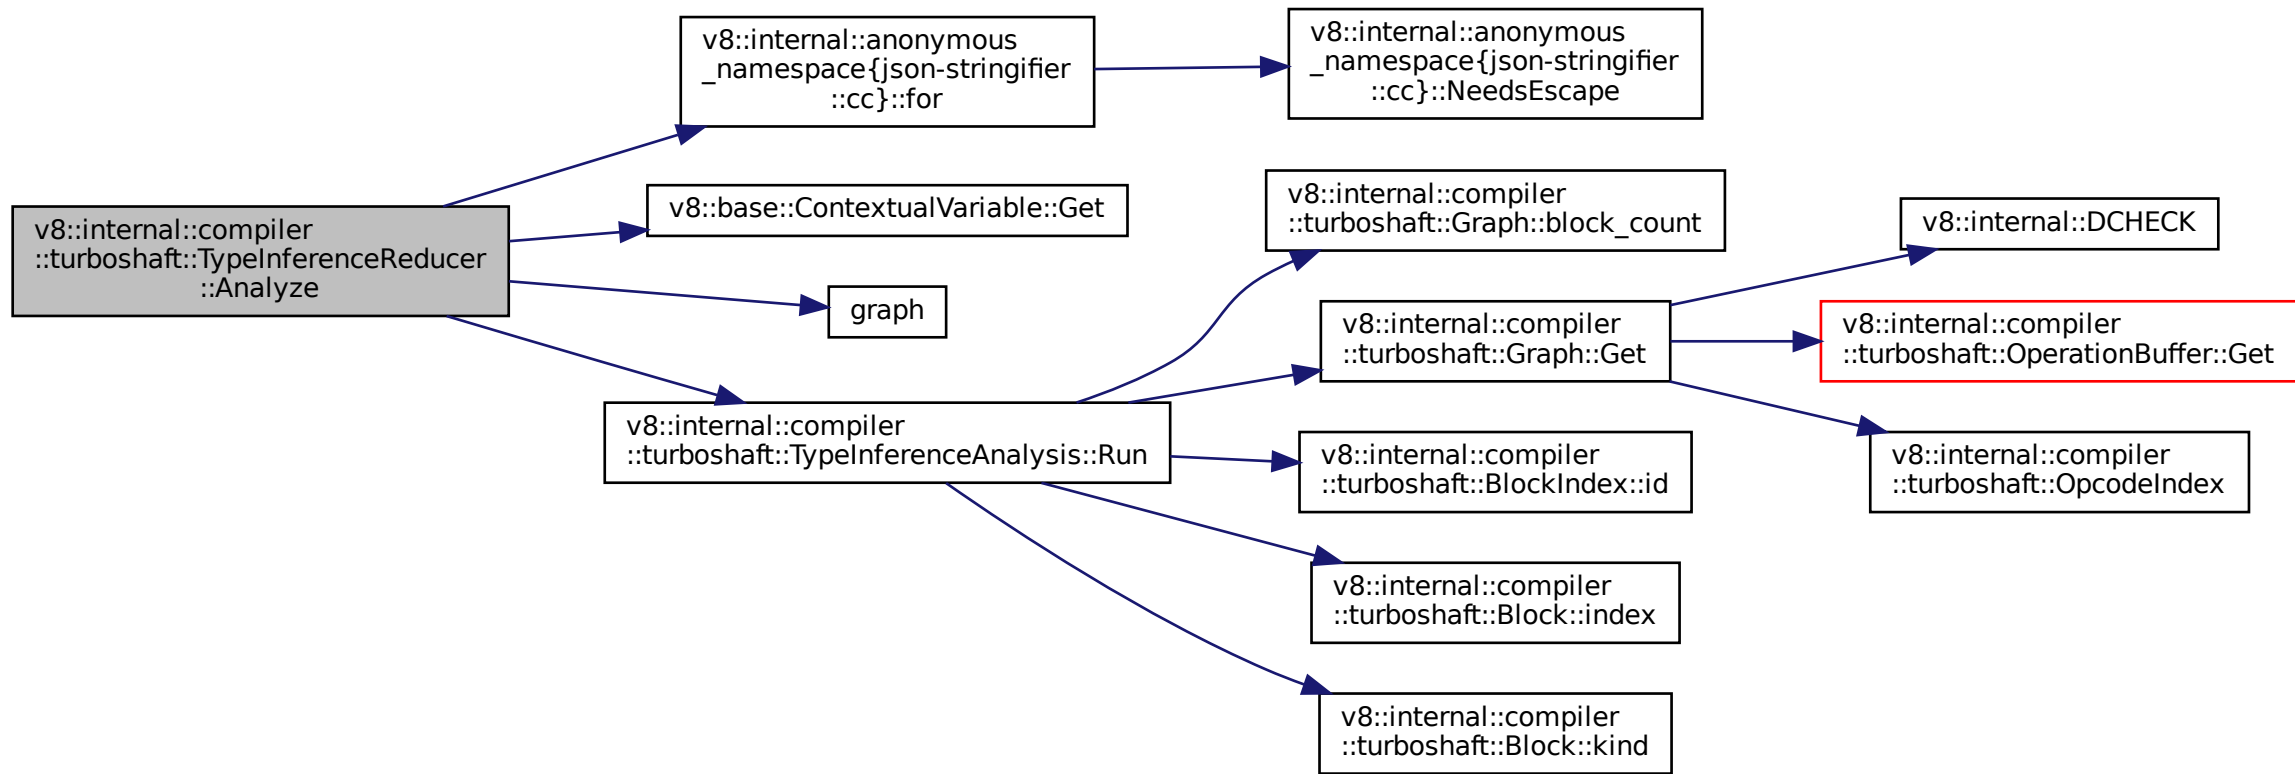 v8::internal::compiler
::turboshaft::TypeInferenceReducer
::Analyze
v8::internal::anonymous
_namespace{json-stringifier
::cc}::for
v8::internal::anonymous
_namespace{json-stringifier
::cc}::NeedsEscape
v8::base::ContextualVariable::Get
graph
v8::internal::compiler
::turboshaft::TypeInferenceAnalysis::Run
v8::internal::compiler
::turboshaft::Graph::block_count
v8::internal::compiler
::turboshaft::Graph::Get
v8::internal::DCHECK
v8::internal::compiler
::turboshaft::OperationBuffer::Get
v8::internal::compiler
::turboshaft::OpcodeIndex
v8::internal::compiler
::turboshaft::BlockIndex::id
v8::internal::compiler
::turboshaft::Block::index
v8::internal::compiler
::turboshaft::Block::kind